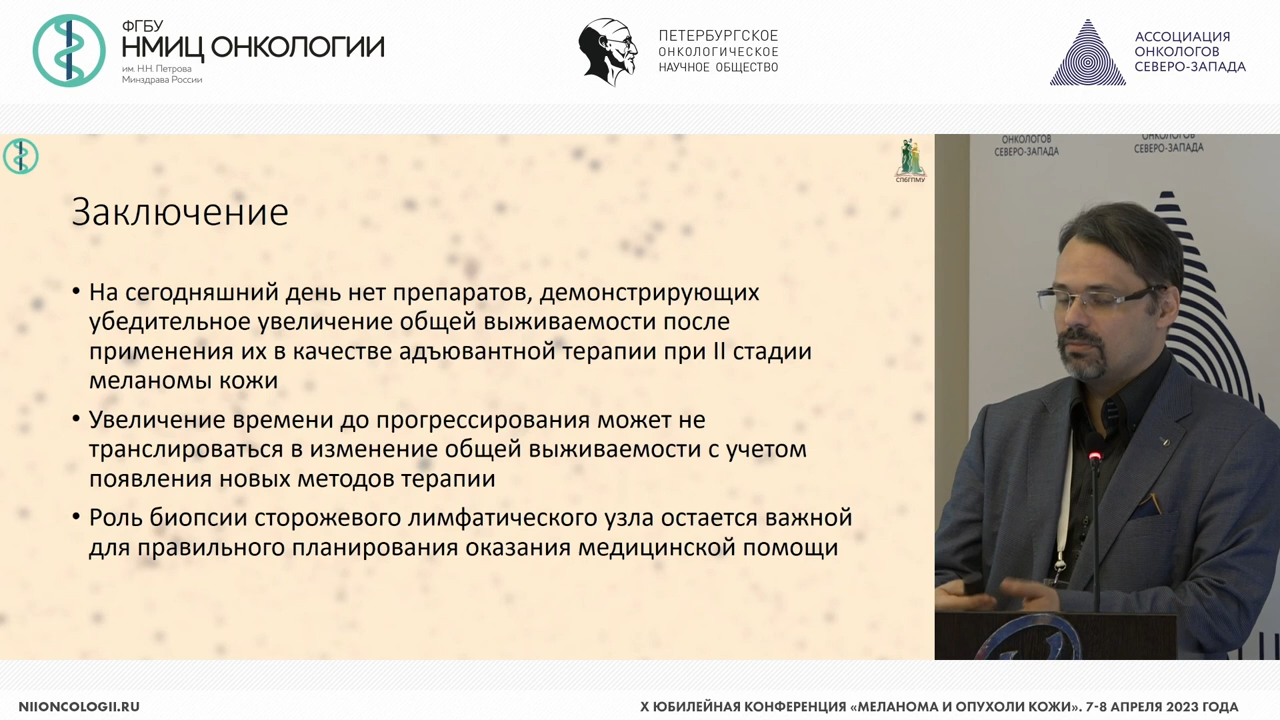 ФГБУ
НМИЦ ОНКОЛОГИИ
им. Н.Н. Петрова
Минздрава России
ПЕТЕРБУРГСКОЕ
ОНКОЛОГИЧЕСКОЕ
НАУЧНОЕ ОБЩЕСТВО
АССОЦИАЦИЯ
ОНКОЛОГОВ
СЕВЕРО-ЗАПАДА
СПбГПМУ
ОНКОЛОГОВ
СЕВЕРО-ЗАПАДА
ОНКОЛОГОВ
СЕВЕРО-ЗАПАДА
Заключение
• На сегодняшний день нет препаратов, демонстрирующих
убедительное увеличение общей выживаемости после
применения их в качестве адъювантной терапии при II стадии
меланомы кожи
• Увеличение времени до прогрессирования может не
транслироваться в изменение общей выживаемости с учетом
появления новых методов терапии
• Роль биопсии сторожевого лимфатического узла остается важной
для правильного планирования оказания медицинской помощи
NIIONCOLOGII.RU
X ЮБИЛЕЙНАЯ КОНФЕРЕНЦИЯ «МЕЛАНОМА И ОПУХОЛИ КОЖИ». 7-8 АПРЕЛЯ 2023 ГОДА